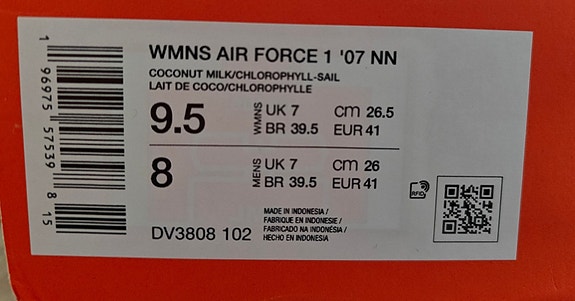 WMNS AIR FORCE 1 '07 NN
COCONUT MILK/CHLOROPHYLL-SAIL
LAIT DE COCO/CHLOROPHYLLE
9.5 WMNS UK 7 CM 26.5
BR 39.5 EUR 41
8 MENS UK 7 CM 26
BR 39.5 EUR 41
MADE IN INDONESIA /
FABRIQUE EN INDONESIE /
FABRICADO NA INDONÉSIA /
HECHO EN INDONESIA
DV3808 102
RFID
1 96975 57539 8 15